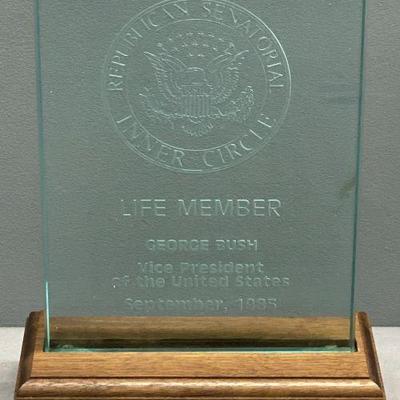 REPUBLICAN SENATORIAL
INNER CIRCLE
LIFE MEMBER
GEORGE BUSH
Vice President
of the United States
September, 1985